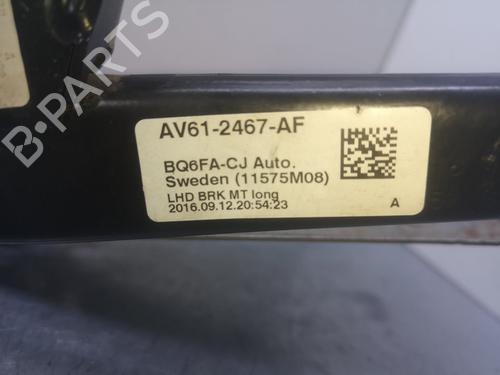 B-PARTS
AV61-2467-AF
BQ6FA-CJ Auto.
Sweden (11575M08)
LHD BRK MT long
2016.09.12.20:54:23
A